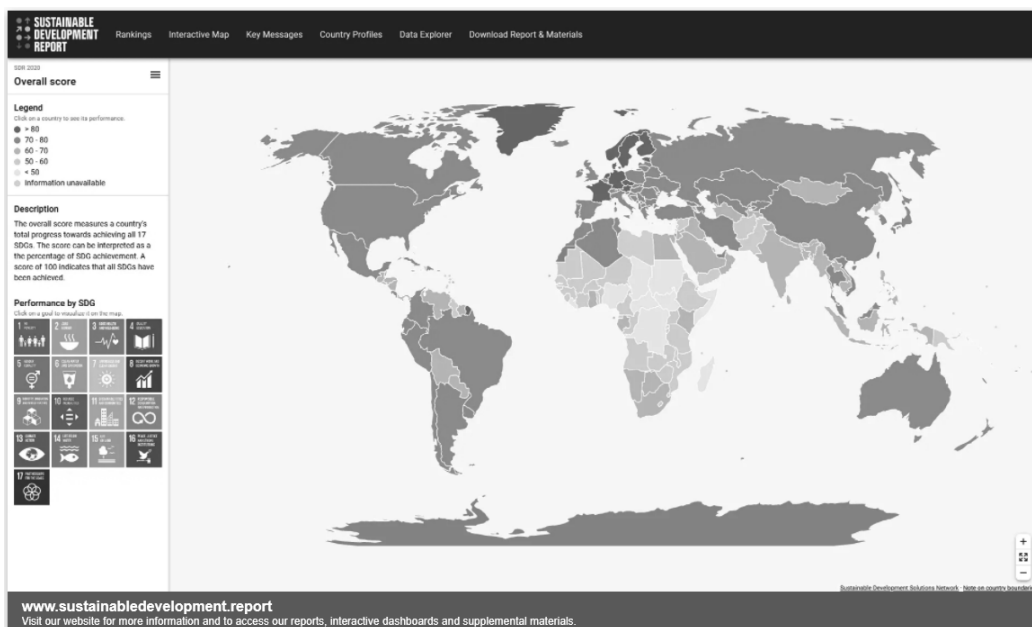 SUSTAINABLE
DEVELOPMENT
REPORT
Rankings
Interactive Map
Key Messages
Country Profiles
Data Explorer
Download Report & Materials
SDR 2020
Overall score
Legend
Click on a country to see its performance.
> 80
70 - 80
60 - 70
50 - 60
< 50
Information unavailable
Description
The overall score measures a country's
total progress towards achieving all 17
SDGs. The score can be interpreted as a
the percentage of SDG achievement. A
score of 100 indicates that all SDGs have
been achieved.
Performance by SDG
Click on a goal to visualize it on the map.
1
2
3
4
5
6
7
8
9
10
11
12
13
14
15
16
17
Sustainable Development Solutions Network · Note on country boundari
www.sustainabledevelopment.report
Visit our website for more information and to access our reports, interactive dashboards and supplemental materials.